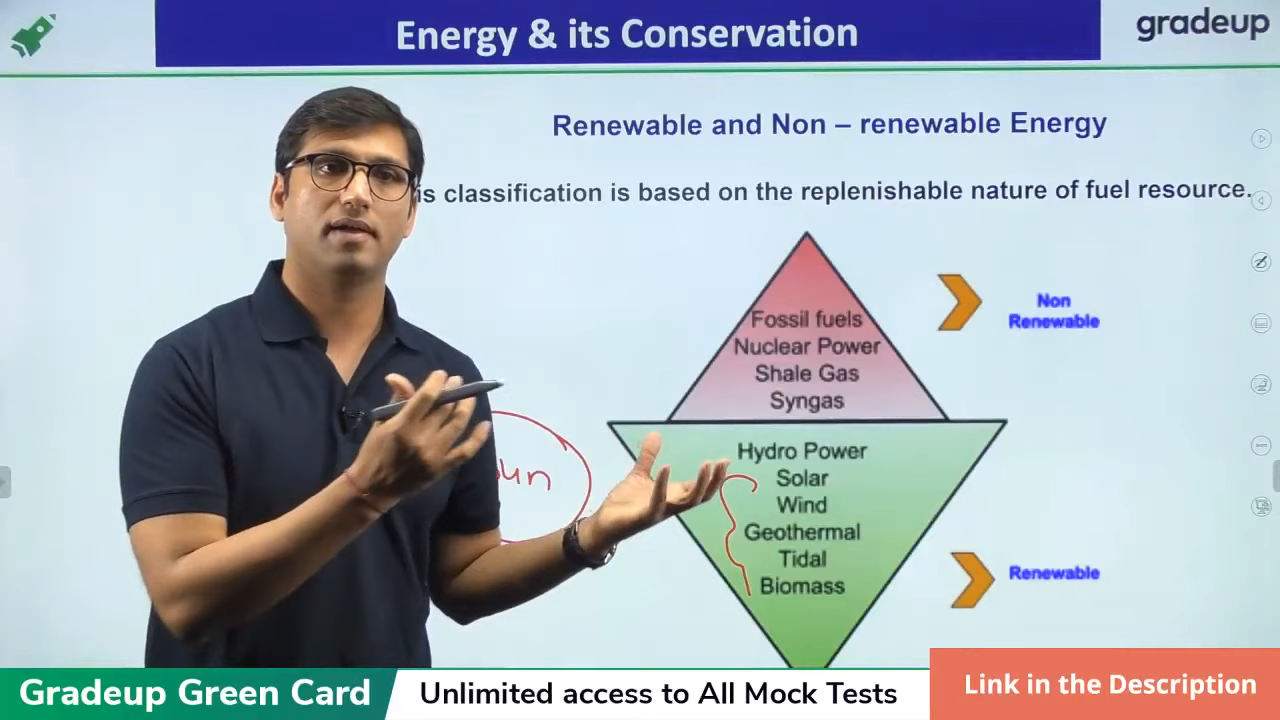 Energy & its Conservation
gradeup
Renewable and Non – renewable Energy
is classification is based on the replenishable nature of fuel resource.
Fossil fuels
Nuclear Power
Shale Gas
Syngas
Non
Renewable
Hydro Power
Solar
Wind
Geothermal
Tidal
Biomass
Renewable
Gradeup Green Card
Unlimited access to All Mock Tests
Link in the Description